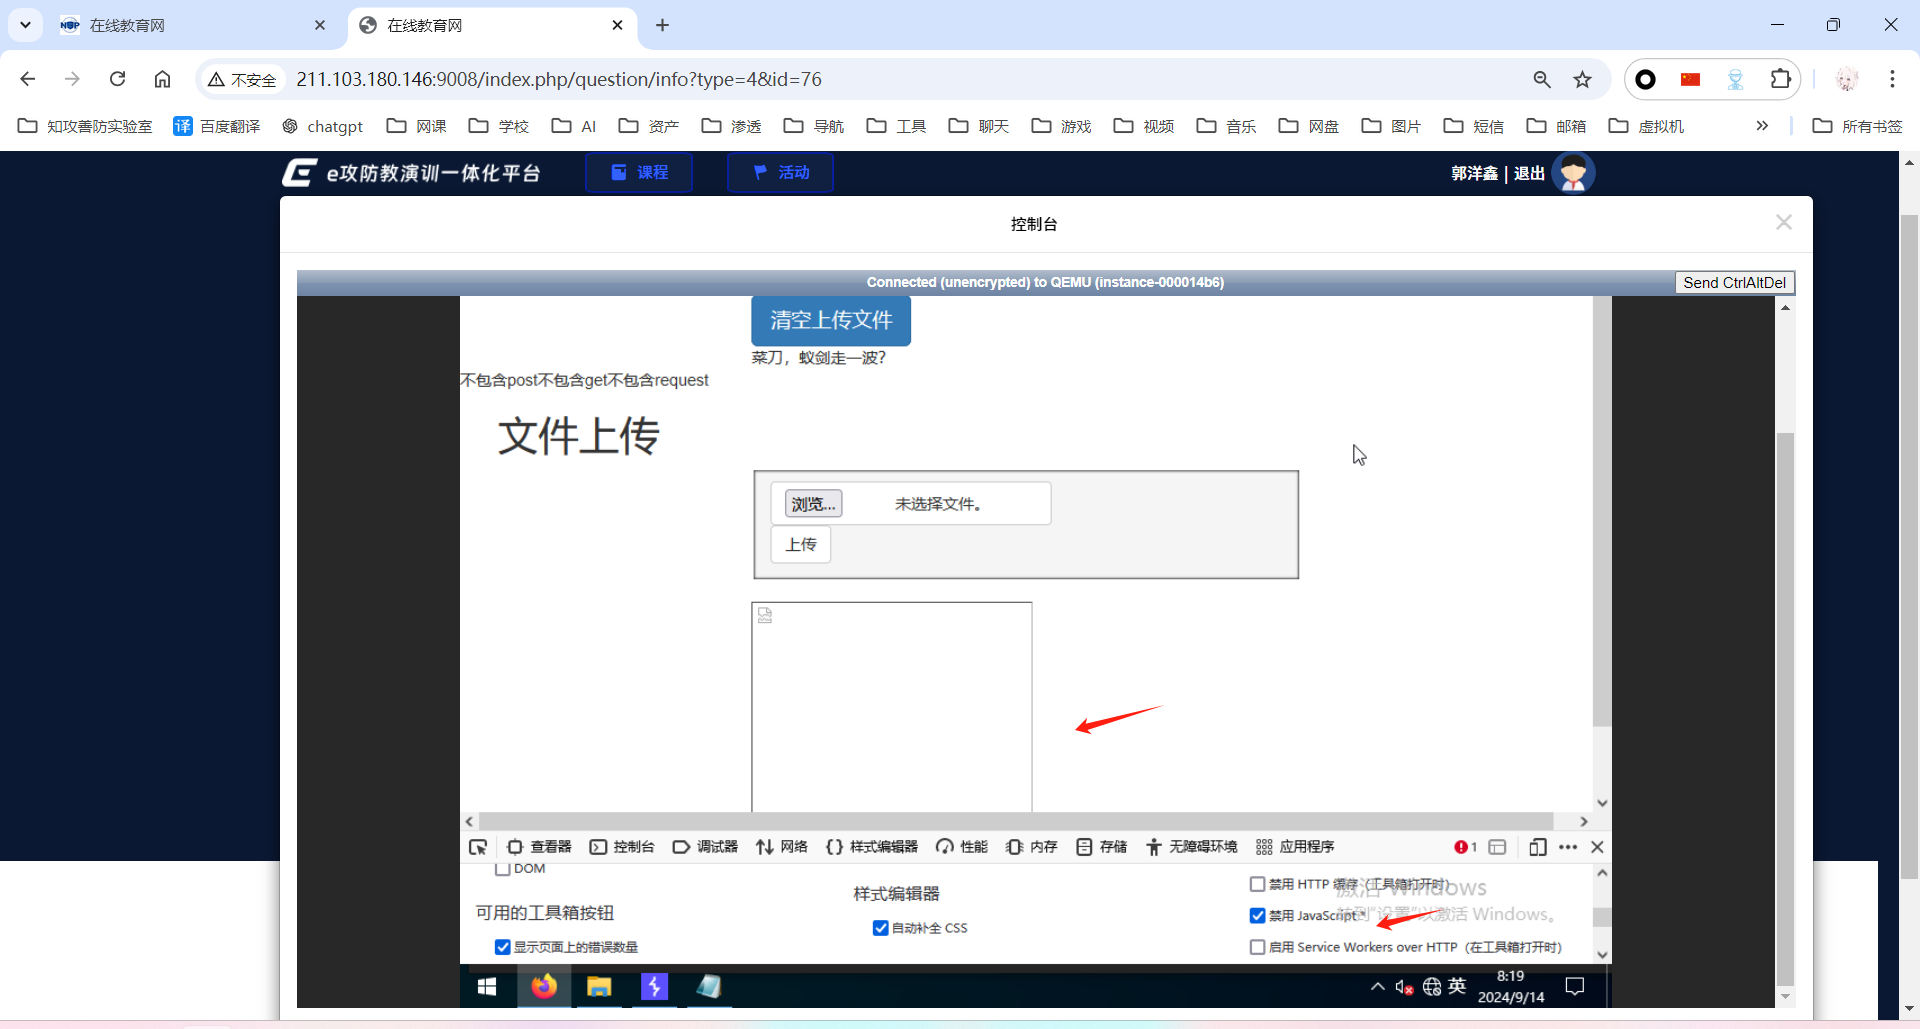 在线教育网
在线教育网
不安全
211.103.180.146:9008/index.php/question/info?type=4&id=76
知攻善防实验室
译 百度翻译
chatgpt
网课
学校
AI
资产
渗透
导航
工具
聊天
游戏
视频
音乐
网盘
图片
短信
邮箱
虚拟机
所有书签
e攻防教演训一体化平台
课程
活动
郭洋鑫 | 退出
控制台
Connected (unencrypted) to QEMU (instance-000014b6)
Send CtrlAltDel
清空上传文件
菜刀，蚁剑走一波？
不包含post不包含get不包含request
文件上传
浏览... 未选择文件。
上传
查看器
控制台
调试器
网络
样式编辑器
性能
内存
存储
无障碍环境
应用程序
1
DOM
可用的工具箱按钮
显示页面上的错误数量
样式编辑器
自动补全 CSS
禁用 HTTP 缓存（工具箱打开时）
禁用 JavaScript *
启用 Service Workers over HTTP（在工具箱打开时）
激活 Windows
转到“设置”以激活 Windows。
英
8:19
2024/9/14